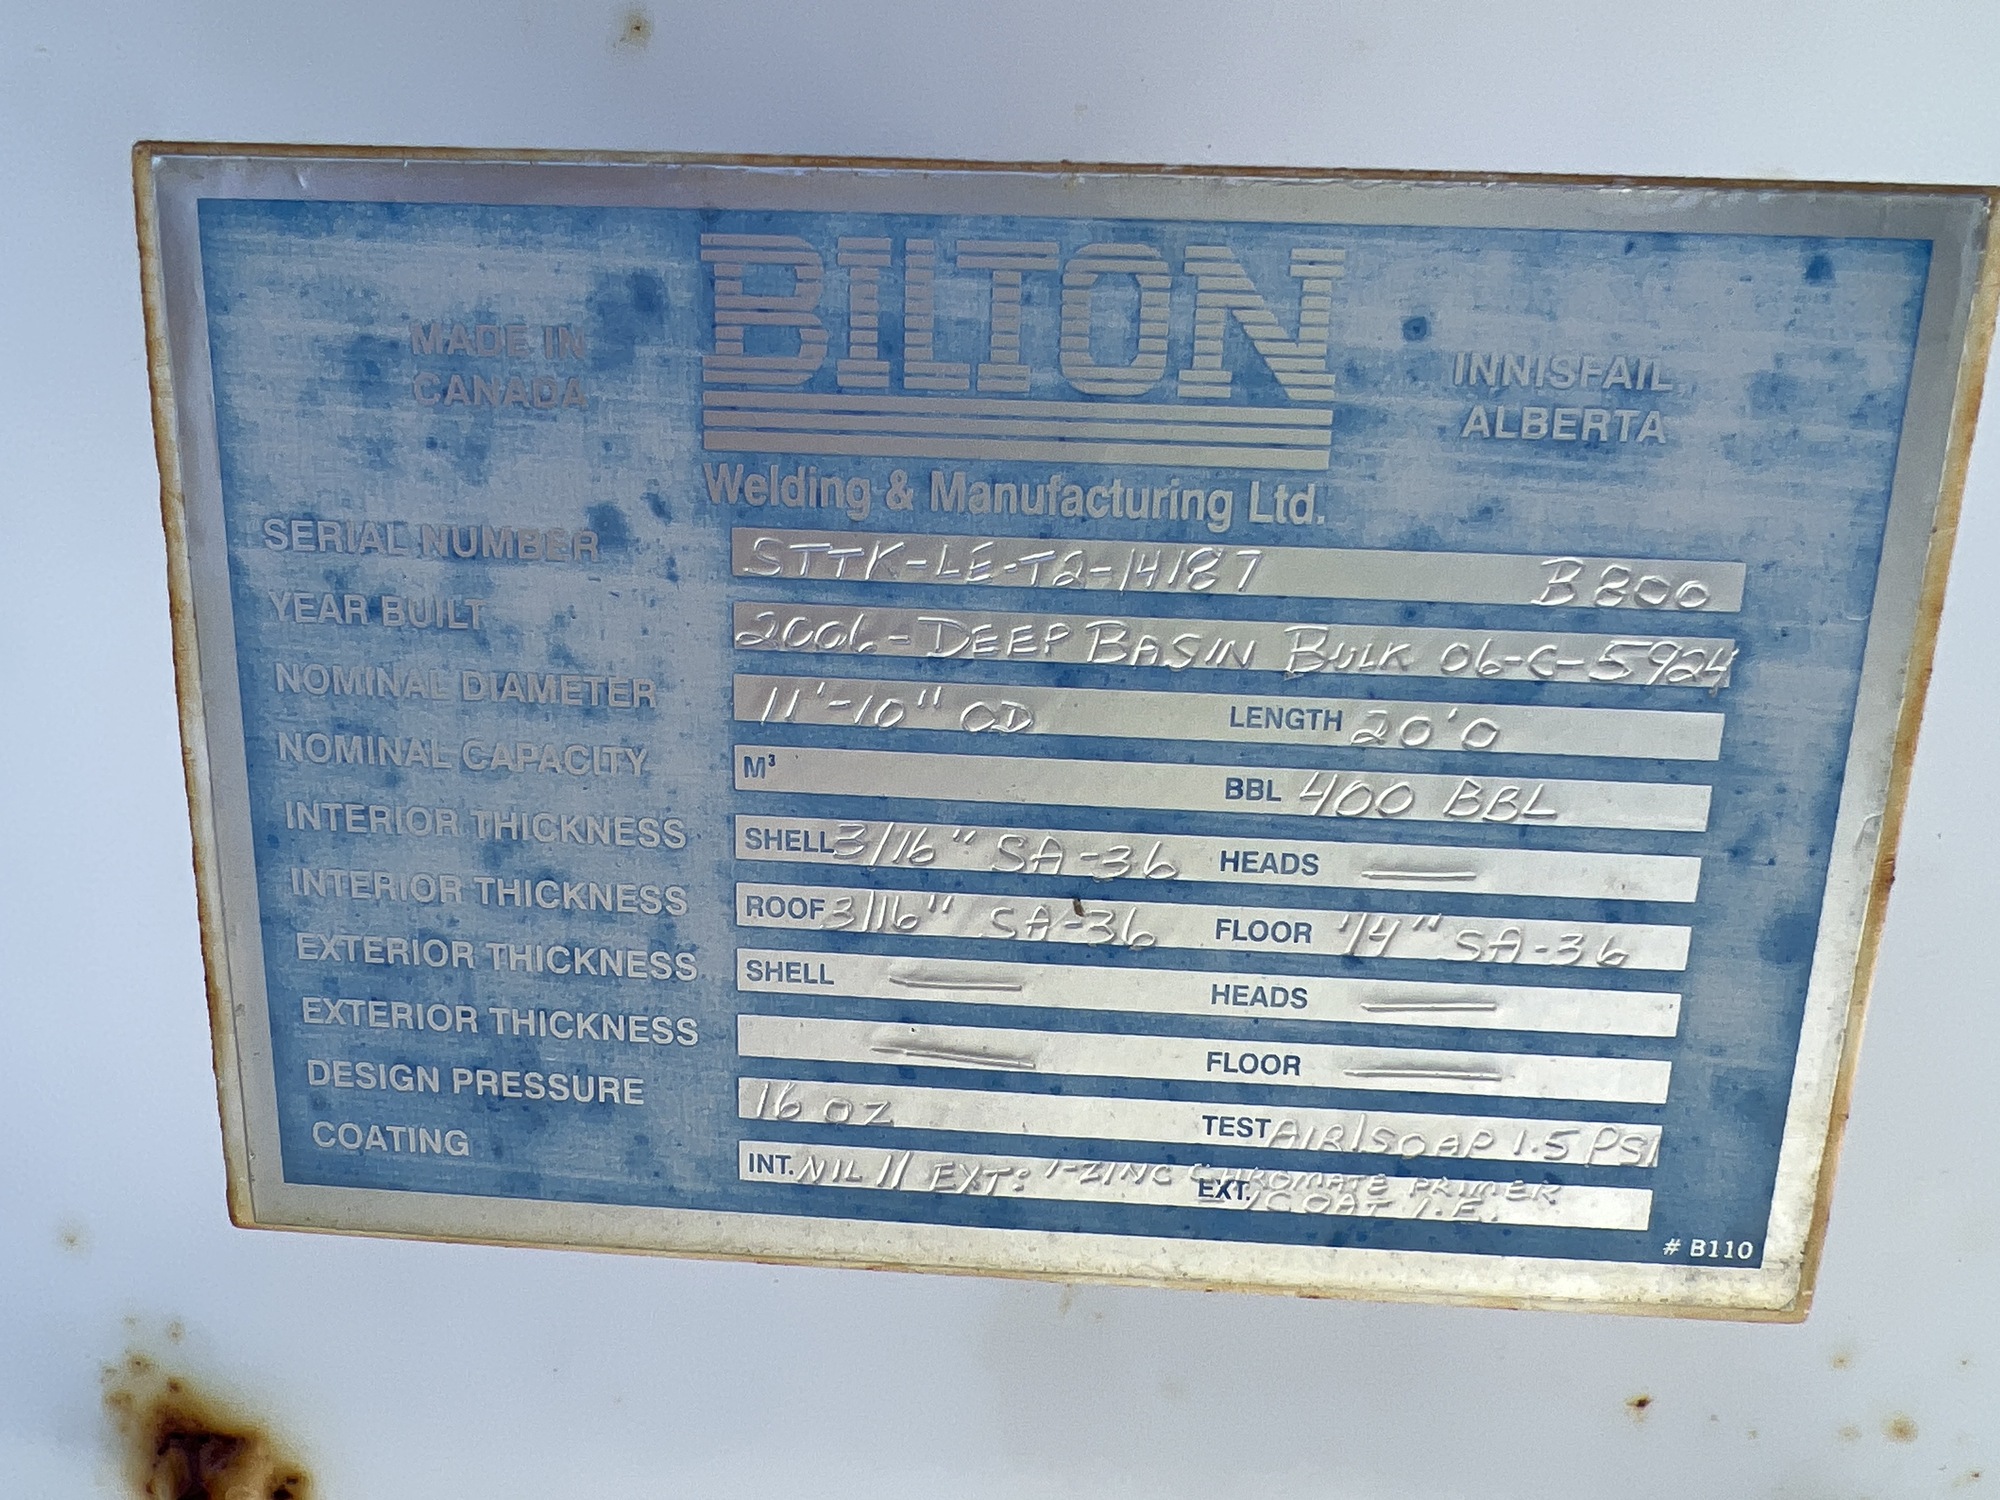 BILTON
MADE IN
CANADA
INNISFAIL
ALBERTA
Welding & Manufacturing Ltd.
SERIAL NUMBER STTK-LE-T2-14187 B800
YEAR BUILT 2006-DEEP BASIN BULK 06-C-5924
NOMINAL DIAMETER 11'-10" OD LENGTH 20'0
NOMINAL CAPACITY M³ BBL 400 BBL
INTERIOR THICKNESS SHELL 3/16" SA-36 HEADS —
INTERIOR THICKNESS ROOF 3/16" SA-36 FLOOR 1/4" SA-36
EXTERIOR THICKNESS SHELL — HEADS —
EXTERIOR THICKNESS — FLOOR —
DESIGN PRESSURE 16 OZ TEST AIR/SOAP 1.5 PSI
COATING INT. NIL // EXT: 1-ZINC CHROMATE PRIMER
EXT. 1/COAT I.E.
# B110